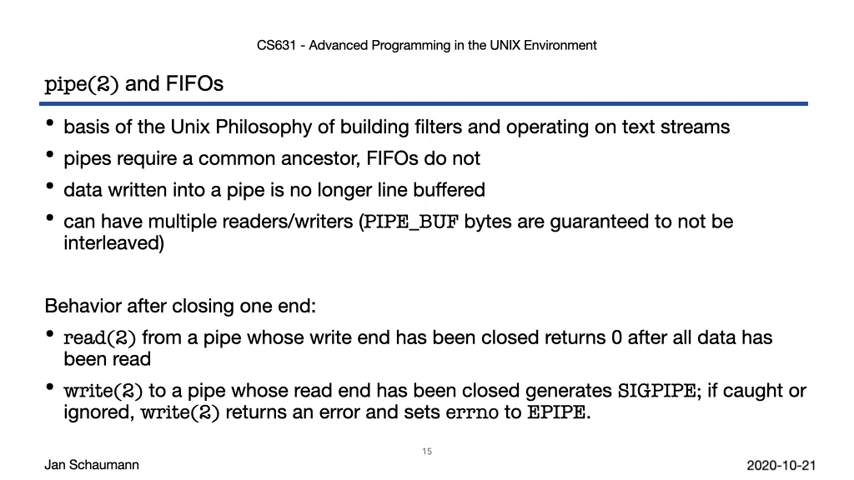 CS631 - Advanced Programming in the UNIX Environment
pipe(2) and FIFOs
• basis of the Unix Philosophy of building filters and operating on text streams
• pipes require a common ancestor, FIFOs do not
• data written into a pipe is no longer line buffered
• can have multiple readers/writers (PIPE_BUF bytes are guaranteed to not be
interleaved)
Behavior after closing one end:
• read(2) from a pipe whose write end has been closed returns 0 after all data has
been read
• write(2) to a pipe whose read end has been closed generates SIGPIPE; if caught or
ignored, write(2) returns an error and sets errno to EPIPE.
15
Jan Schaumann
2020-10-21